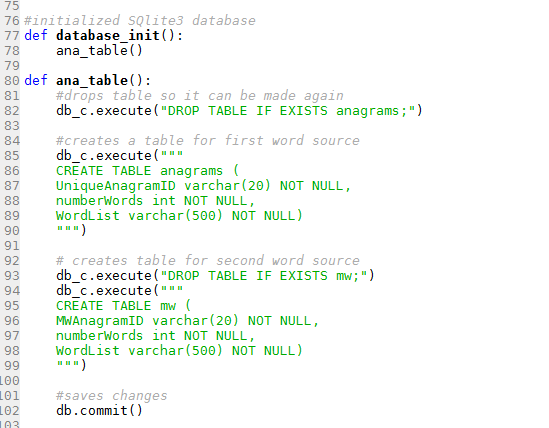 75
76 #initialized SQlite3 database
77 def database_init():
78     ana_table()
79
80 def ana_table():
81     #drops table so it can be made again
82     db_c.execute("DROP TABLE IF EXISTS anagrams;")
83
84     #creates a table for first word source
85     db_c.execute("""
86     CREATE TABLE anagrams (
87     UniqueAnagramID varchar(20) NOT NULL,
88     numberWords int NOT NULL,
89     WordList varchar(500) NOT NULL)
90     """)
91
92     # creates table for second word source
93     db_c.execute("DROP TABLE IF EXISTS mw;")
94     db_c.execute("""
95     CREATE TABLE mw (
96     MWAnagramID varchar(20) NOT NULL,
97     numberWords int NOT NULL,
98     WordList varchar(500) NOT NULL)
99     """)
100
101     #saves changes
102     db.commit()
103